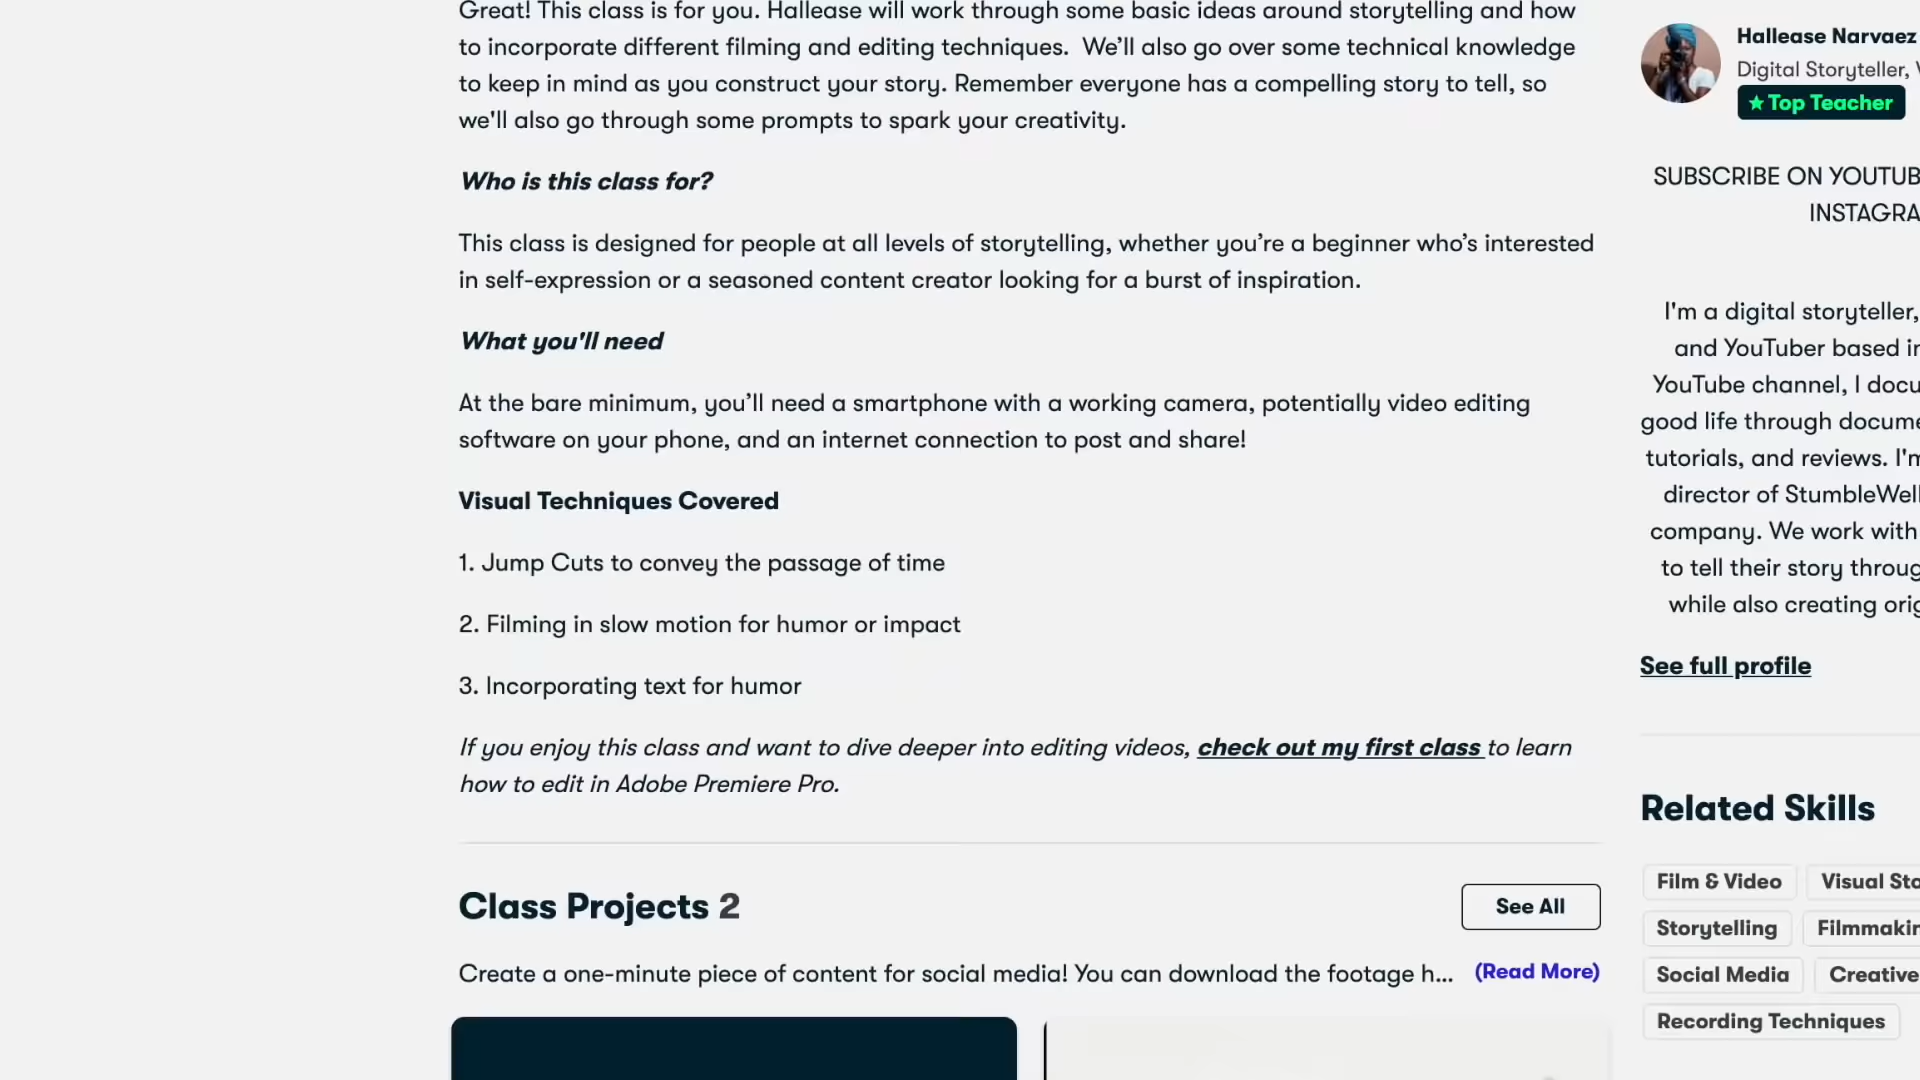 Great! This class is for you. Hallease will work through some basic ideas around storytelling and how
to incorporate different filming and editing techniques.  We’ll also go over some technical knowledge
to keep in mind as you construct your story. Remember everyone has a compelling story to tell, so
we'll also go through some prompts to spark your creativity.
Who is this class for?
This class is designed for people at all levels of storytelling, whether you’re a beginner who’s interested
in self-expression or a seasoned content creator looking for a burst of inspiration.
What you'll need
At the bare minimum, you’ll need a smartphone with a working camera, potentially video editing
software on your phone, and an internet connection to post and share!
Visual Techniques Covered
1. Jump Cuts to convey the passage of time
2. Filming in slow motion for humor or impact
3. Incorporating text for humor
If you enjoy this class and want to dive deeper into editing videos, check out my first class to learn
how to edit in Adobe Premiere Pro.
Class Projects 2
See All
Create a one-minute piece of content for social media! You can download the footage h...
(Read More)
Hallease Narvaez
Digital Storyteller,
Top Teacher
SUBSCRIBE ON YOUTUB
INSTAGRA
I'm a digital storyteller,
and YouTuber based in
YouTube channel, I docu
good life through docume
tutorials, and reviews. I'm
director of StumbleWell
company. We work with
to tell their story throug
while also creating orig
See full profile
Related Skills
Film & Video
Visual Sto
Storytelling
Filmmakin
Social Media
Creative
Recording Techniques